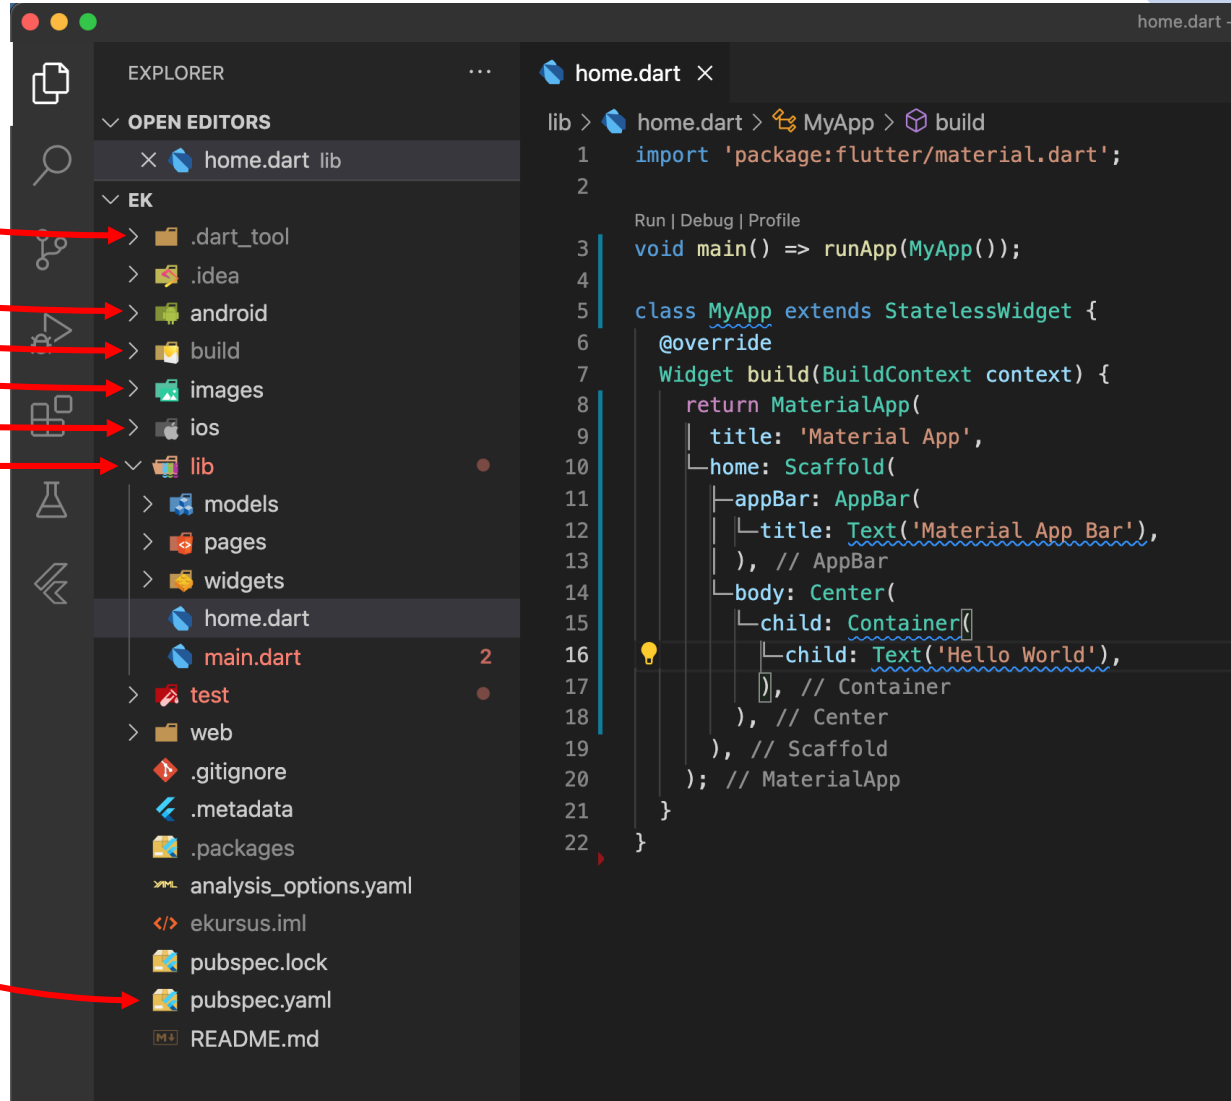 home.dart -
EXPLORER
OPEN EDITORS
home.dart lib
EK
.dart_tool
.idea
android
build
images
ios
lib
models
pages
widgets
home.dart
main.dart 2
test
web
.gitignore
.metadata
.packages
analysis_options.yaml
ekursus.iml
pubspec.lock
pubspec.yaml
README.md
home.dart
lib > home.dart > MyApp > build
1 import 'package:flutter/material.dart';
2
Run | Debug | Profile
3 void main() => runApp(MyApp());
4
5 class MyApp extends StatelessWidget {
6 @override
7 Widget build(BuildContext context) {
8 return MaterialApp(
9 title: 'Material App',
10 home: Scaffold(
11 appBar: AppBar(
12 title: Text('Material App Bar'),
13 ), // AppBar
14 body: Center(
15 child: Container(
16 child: Text('Hello World'),
17 ), // Container
18 ), // Center
19 ), // Scaffold
20 ); // MaterialApp
21 }
22 }